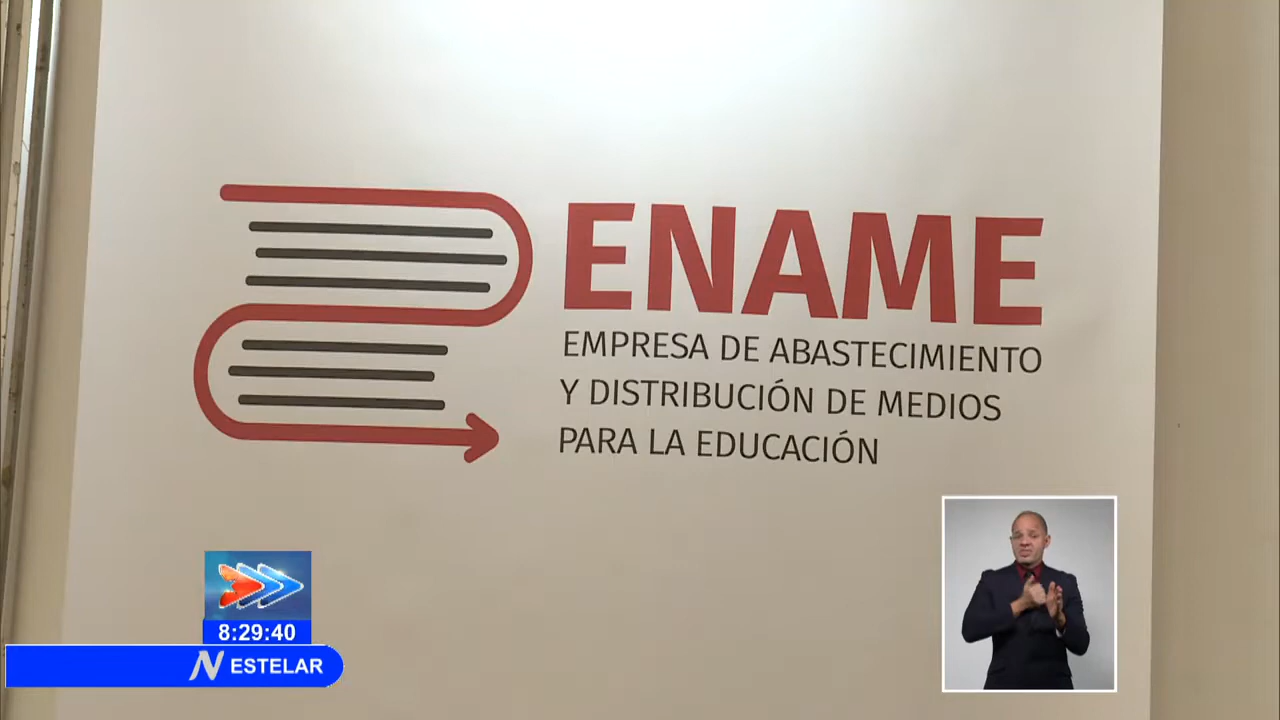 ENAME
EMPRESA DE ABASTECIMIENTO
Y DISTRIBUCIÓN DE MEDIOS
PARA LA EDUCACIÓN
8:29:40
N ESTELAR